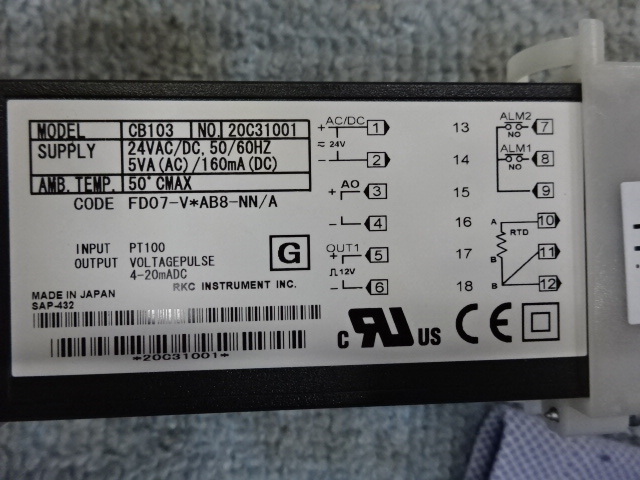 MODEL CB103 NO. 20C31001
SUPPLY 24VAC/DC, 50/60HZ
5VA (AC) /160mA (DC)
AMB. TEMP. 50°CMAX
CODE FD07-V*AB8-NN/A
INPUT PT100
OUTPUT VOLTAGEPULSE
4-20mADC
G
RKC INSTRUMENT INC.
MADE IN JAPAN
SAP-432
*20C31001*
+ AC/DC 1
≂ 24V
− 2
+ AO 3
− 4
OUT1
+ 5
⎍ 12V
− 6
13
14
15
16
17
18
ALM2
NO 7
ALM1
NO 8
9
A 10
RTD
B 11
B 12
c RU US CE